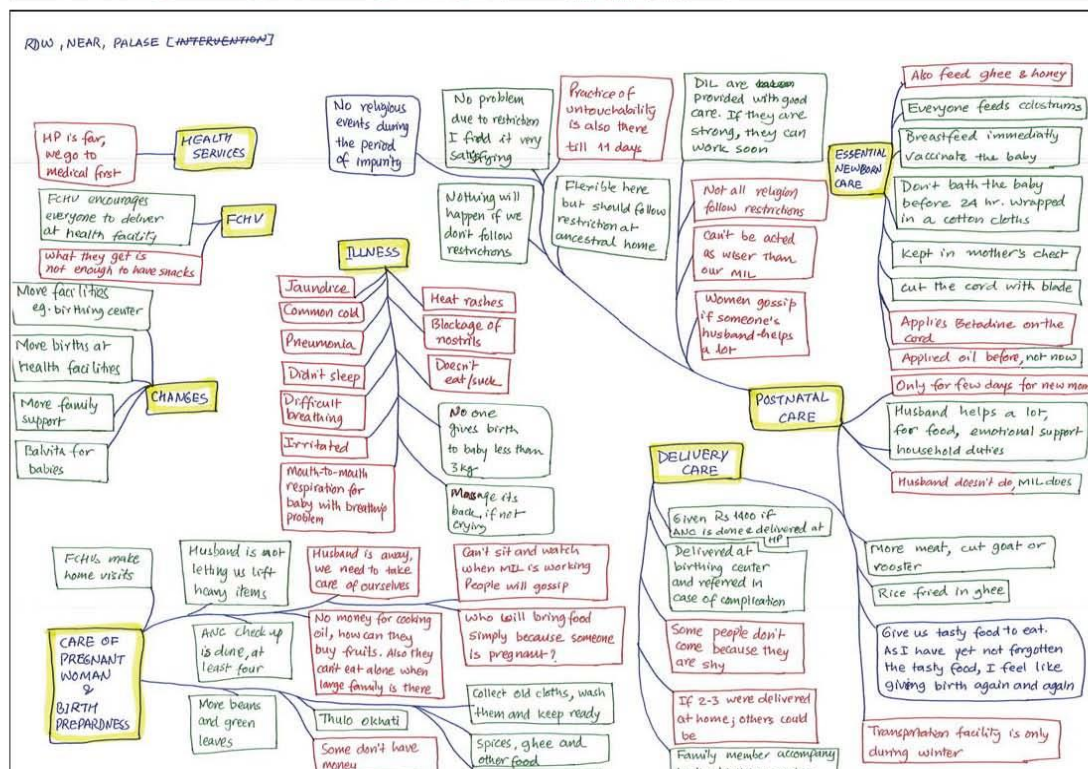 RDW, NEAR, PALASE [INTERVENTION]
HP is far,
we go to
medical first
HEALTH
SERVICES
FCHV encourages
everyone to deliver
at health facility
FCHV
what they get is
not enough to have snacks
More facilities
eg. birthing center
More births at
Health facilities
More family
support
Balvita for
babies
CHANGES
ILLNESS
Jaundice
Common cold
Pneumonia
Didn't sleep
Difficult
breathing
Irritated
Mouth-to-mouth
respiration for
baby with breathing
problem
Heat rashes
Blockage of
nostrils
Doesn't
eat/suck
No one
gives birth
to baby less than
3kg
Massage its
back, if not
crying
No religious
events during
the period
of impurity
No problem
due to restriction
I find it very
satisfying
Practice of
untouchability
is also there
till 11 days
Nothing will
happen if we
don't follow
restrictions
Flexible here
but should follow
restriction at
ancestral home
DIL are
provided with good
care. If they are
strong, they can
work soon
Not all religion
follow restrictions
can't be acted
as wiser than
our MIL
Women gossip
if someone's
husband helps
a lot
ESSENTIAL
NEWBORN
CARE
Also feed ghee & honey
Everyone feeds colostrums
Breastfeed immediately
vaccinate the baby
Don't bath the baby
before 24 hr. wrapped
in a cotton cloths
Kept in mother's chest
cut the cord with blade
Applies Betadine on the
cord
Applied oil before, not now
POSTNATAL
CARE
Only for few days for new mom
Husband helps a lot,
for food, emotional support
household duties
Husband doesn't do, MIL does
More meat, cut goat or
rooster
Rice fried in ghee
Give us tasty food to eat.
As I have yet not forgotten
the tasty food, I feel like
giving birth again and again
Transportation facility is only
during winter
DELIVERY
CARE
Given Rs 1400 if
ANC is done & delivered at
HP
Delivered at
birthing center
and referred in
case of complication
Some people don't
come because they
are shy
If 2-3 were delivered
at home; others could
be
Family member accompany
CARE OF
PREGNANT
WOMAN
&
BIRTH
PREPARDNESS
FCHVs make
home visits
Husband is not
letting us lift
heavy items
ANC check up
is done, at
least four
Husband is away,
we need to take
care of ourselves
No money for cooking
oil, how can they
buy fruits. Also they
can't eat alone when
large family is there
Can't sit and watch
when MIL is working
People will gossip
Who will bring food
simply because someone
is pregnant?
More beans
and green
leaves
Thulo okhati
Some don't have
money
Collect old cloths, wash
them and keep ready
Spices, ghee and
other food